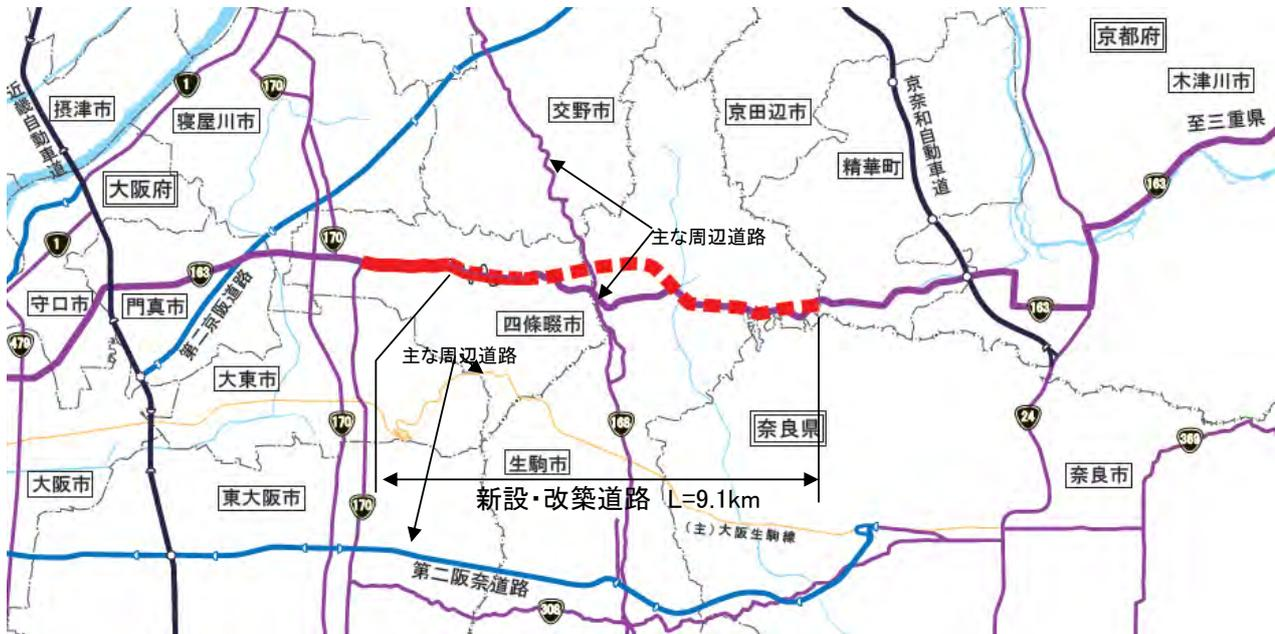 京都府
木津川市
至三重県
163
交野市
京田辺市
精華町
京奈和自動車道
近畿自動車道
摂津市
1
170
寝屋川市
大阪府
1
170
163
主な周辺道路
守口市
門真市
第二京阪道路
四條畷市
163
479
主な周辺道路
大東市
170
168
奈良県
24
369
大阪市
東大阪市
生駒市
奈良市
新設・改築道路 L=9.1km
170
(主)大阪生駒線
第二阪奈道路
308